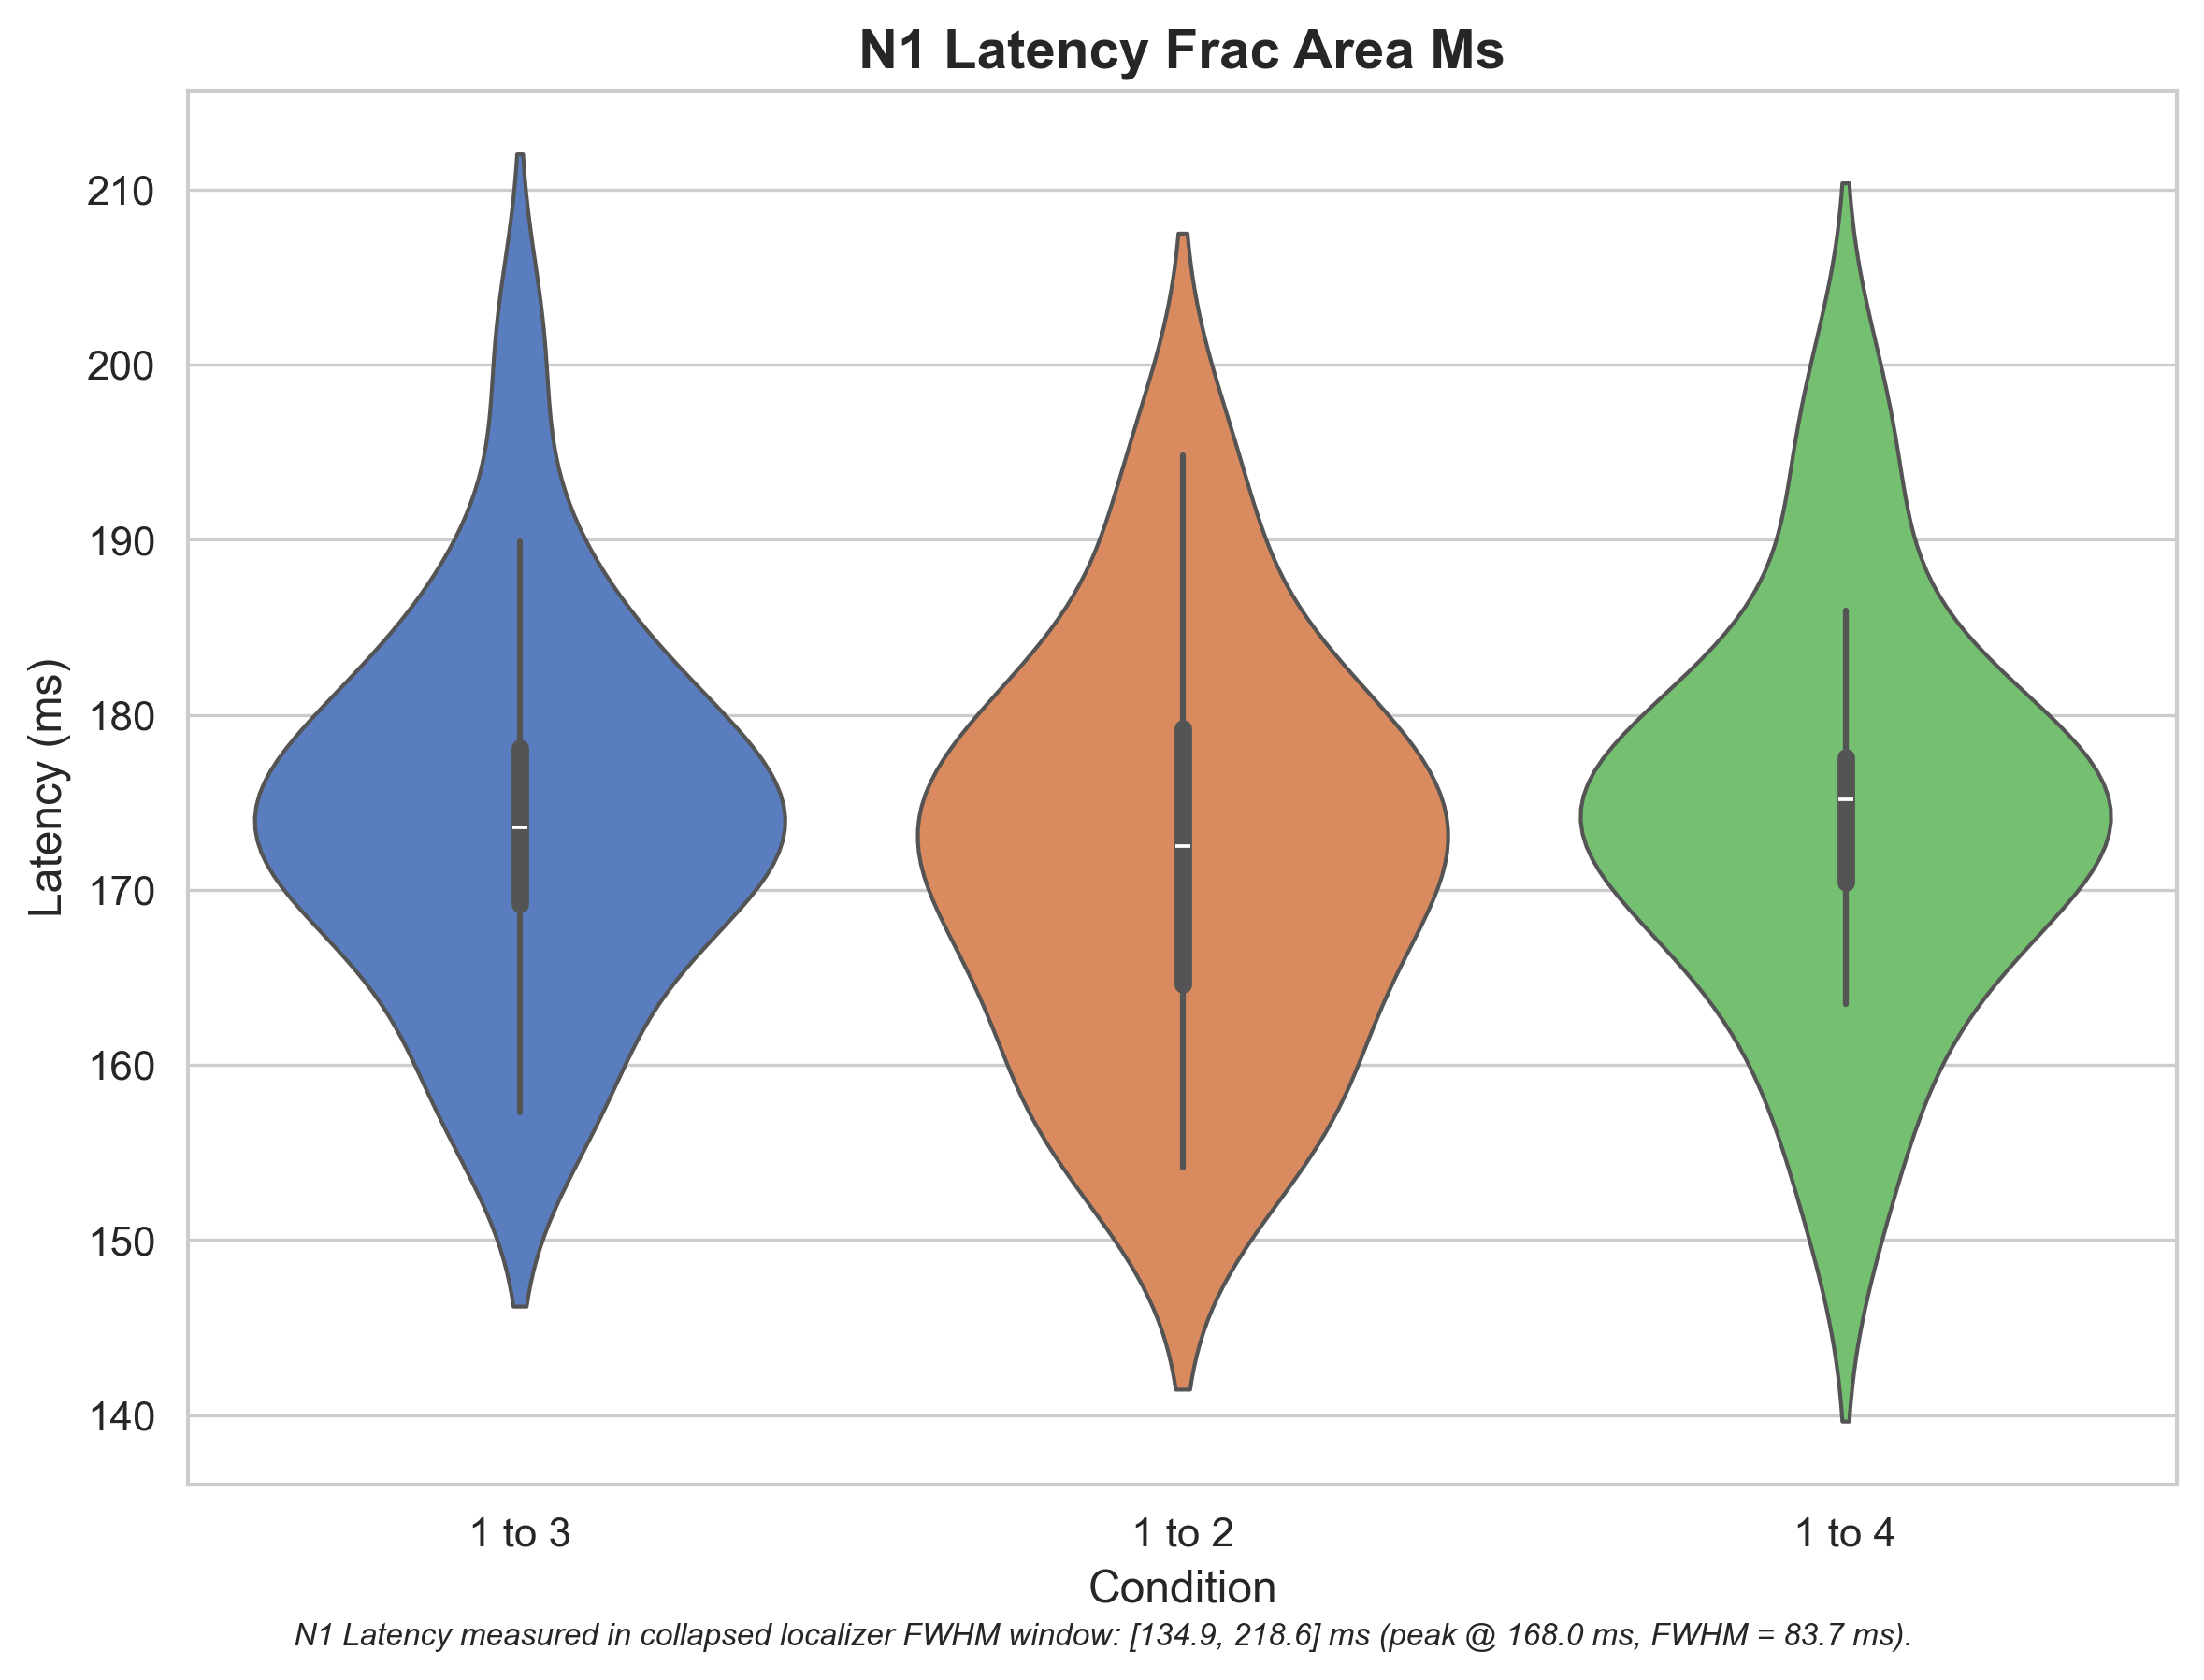 N1 Latency Frac Area Ms
210
200
190
180
170
160
150
140
Latency (ms)
1 to 3
1 to 2
1 to 4
Condition
N1 Latency measured in collapsed localizer FWHM window: [134.9, 218.6] ms (peak @ 168.0 ms, FWHM = 83.7 ms).